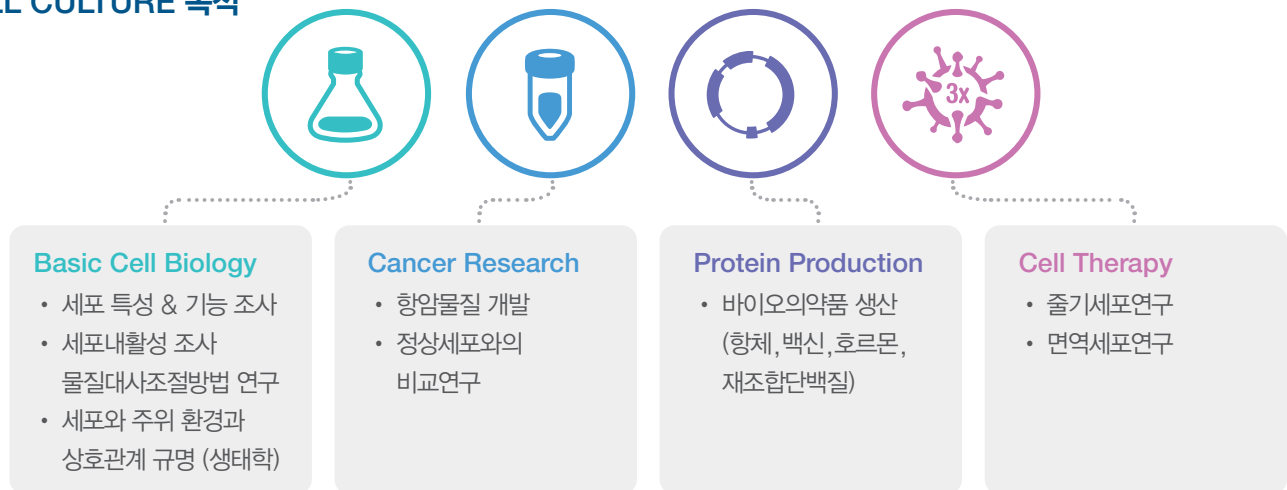 CULTURE 목적
3x
Basic Cell Biology
• 세포 특성 & 기능 조사
• 세포내활성 조사
물질대사조절방법 연구
• 세포와 주위 환경과
상호관계 규명 (생태학)
Cancer Research
• 항암물질 개발
• 정상세포와의
비교연구
Protein Production
• 바이오의약품 생산
(항체, 백신, 호르몬,
재조합단백질)
Cell Therapy
• 줄기세포연구
• 면역세포연구